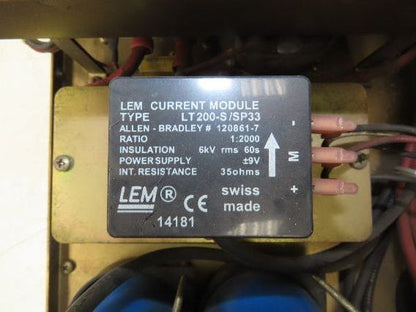 LEM CURRENT MODULE
TYPE LT200-S/SP33
ALLEN - BRADLEY # 120861-7
RATIO 1:2000
INSULATION 6kV rms 60s
POWER SUPPLY ±9V
INT. RESISTANCE 35ohms
- M +
LEM ® CE swiss made
14181